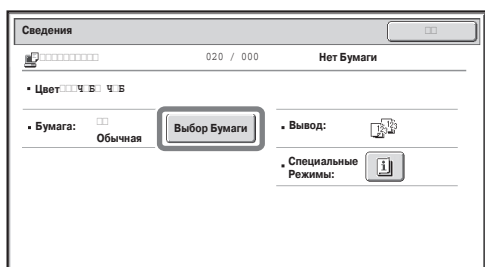 Сведения
020 / 000 Нет Бумаги
Цвет
Бумага: Обычная
Выбор Бумаги
Вывод:
Специальные Режимы: